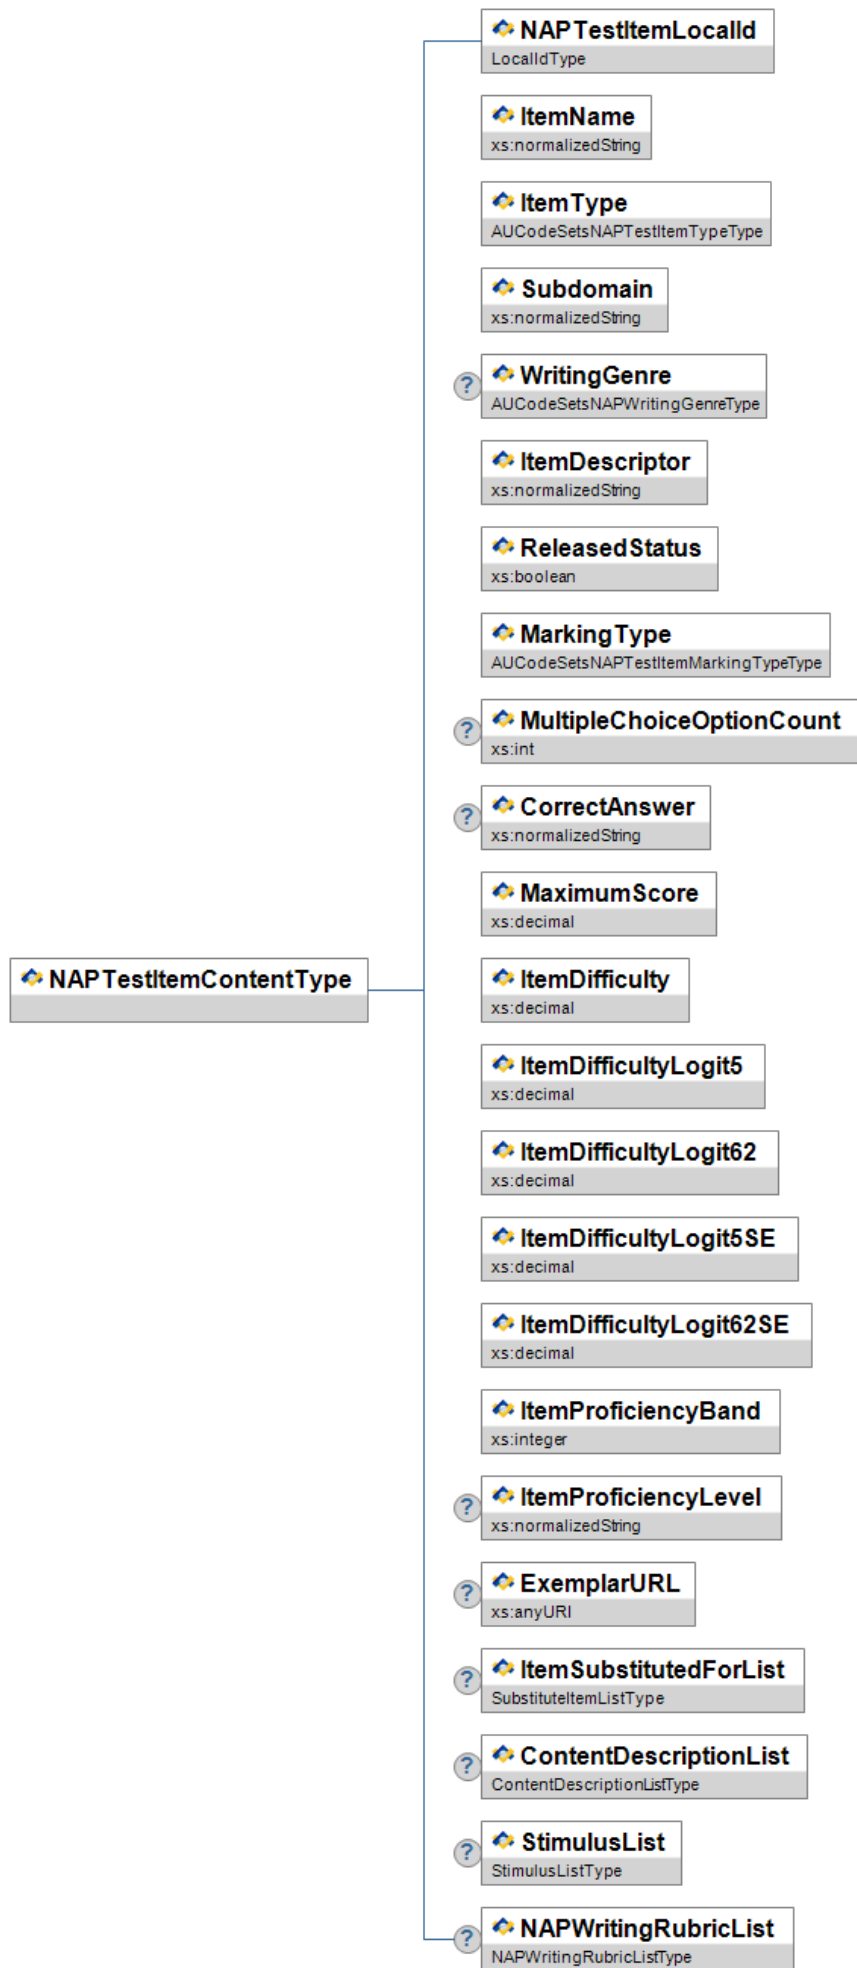 NAPTestItemLocalId
LocalIdType
ItemName
xs:normalizedString
ItemType
AUCodeSetsNAPTestItemTypeType
Subdomain
xs:normalizedString
?
WritingGenre
AUCodeSetsNAPWritingGenreType
ItemDescriptor
xs:normalizedString
ReleasedStatus
xs:boolean
MarkingType
AUCodeSetsNAPTestItemMarkingTypeType
?
MultipleChoiceOptionCount
xs:int
?
CorrectAnswer
xs:normalizedString
MaximumScore
xs:decimal
NAPTestItemContentType
ItemDifficulty
xs:decimal
ItemDifficultyLogit5
xs:decimal
ItemDifficultyLogit62
xs:decimal
ItemDifficultyLogit5SE
xs:decimal
ItemDifficultyLogit62SE
xs:decimal
ItemProficiencyBand
xs:integer
?
ItemProficiencyLevel
xs:normalizedString
?
ExemplarURL
xs:anyURI
?
ItemSubstitutedForList
SubstituteItemListType
?
ContentDescriptionList
ContentDescriptionListType
?
StimulusList
StimulusListType
?
NAPWritingRubricList
NAPWritingRubricListType